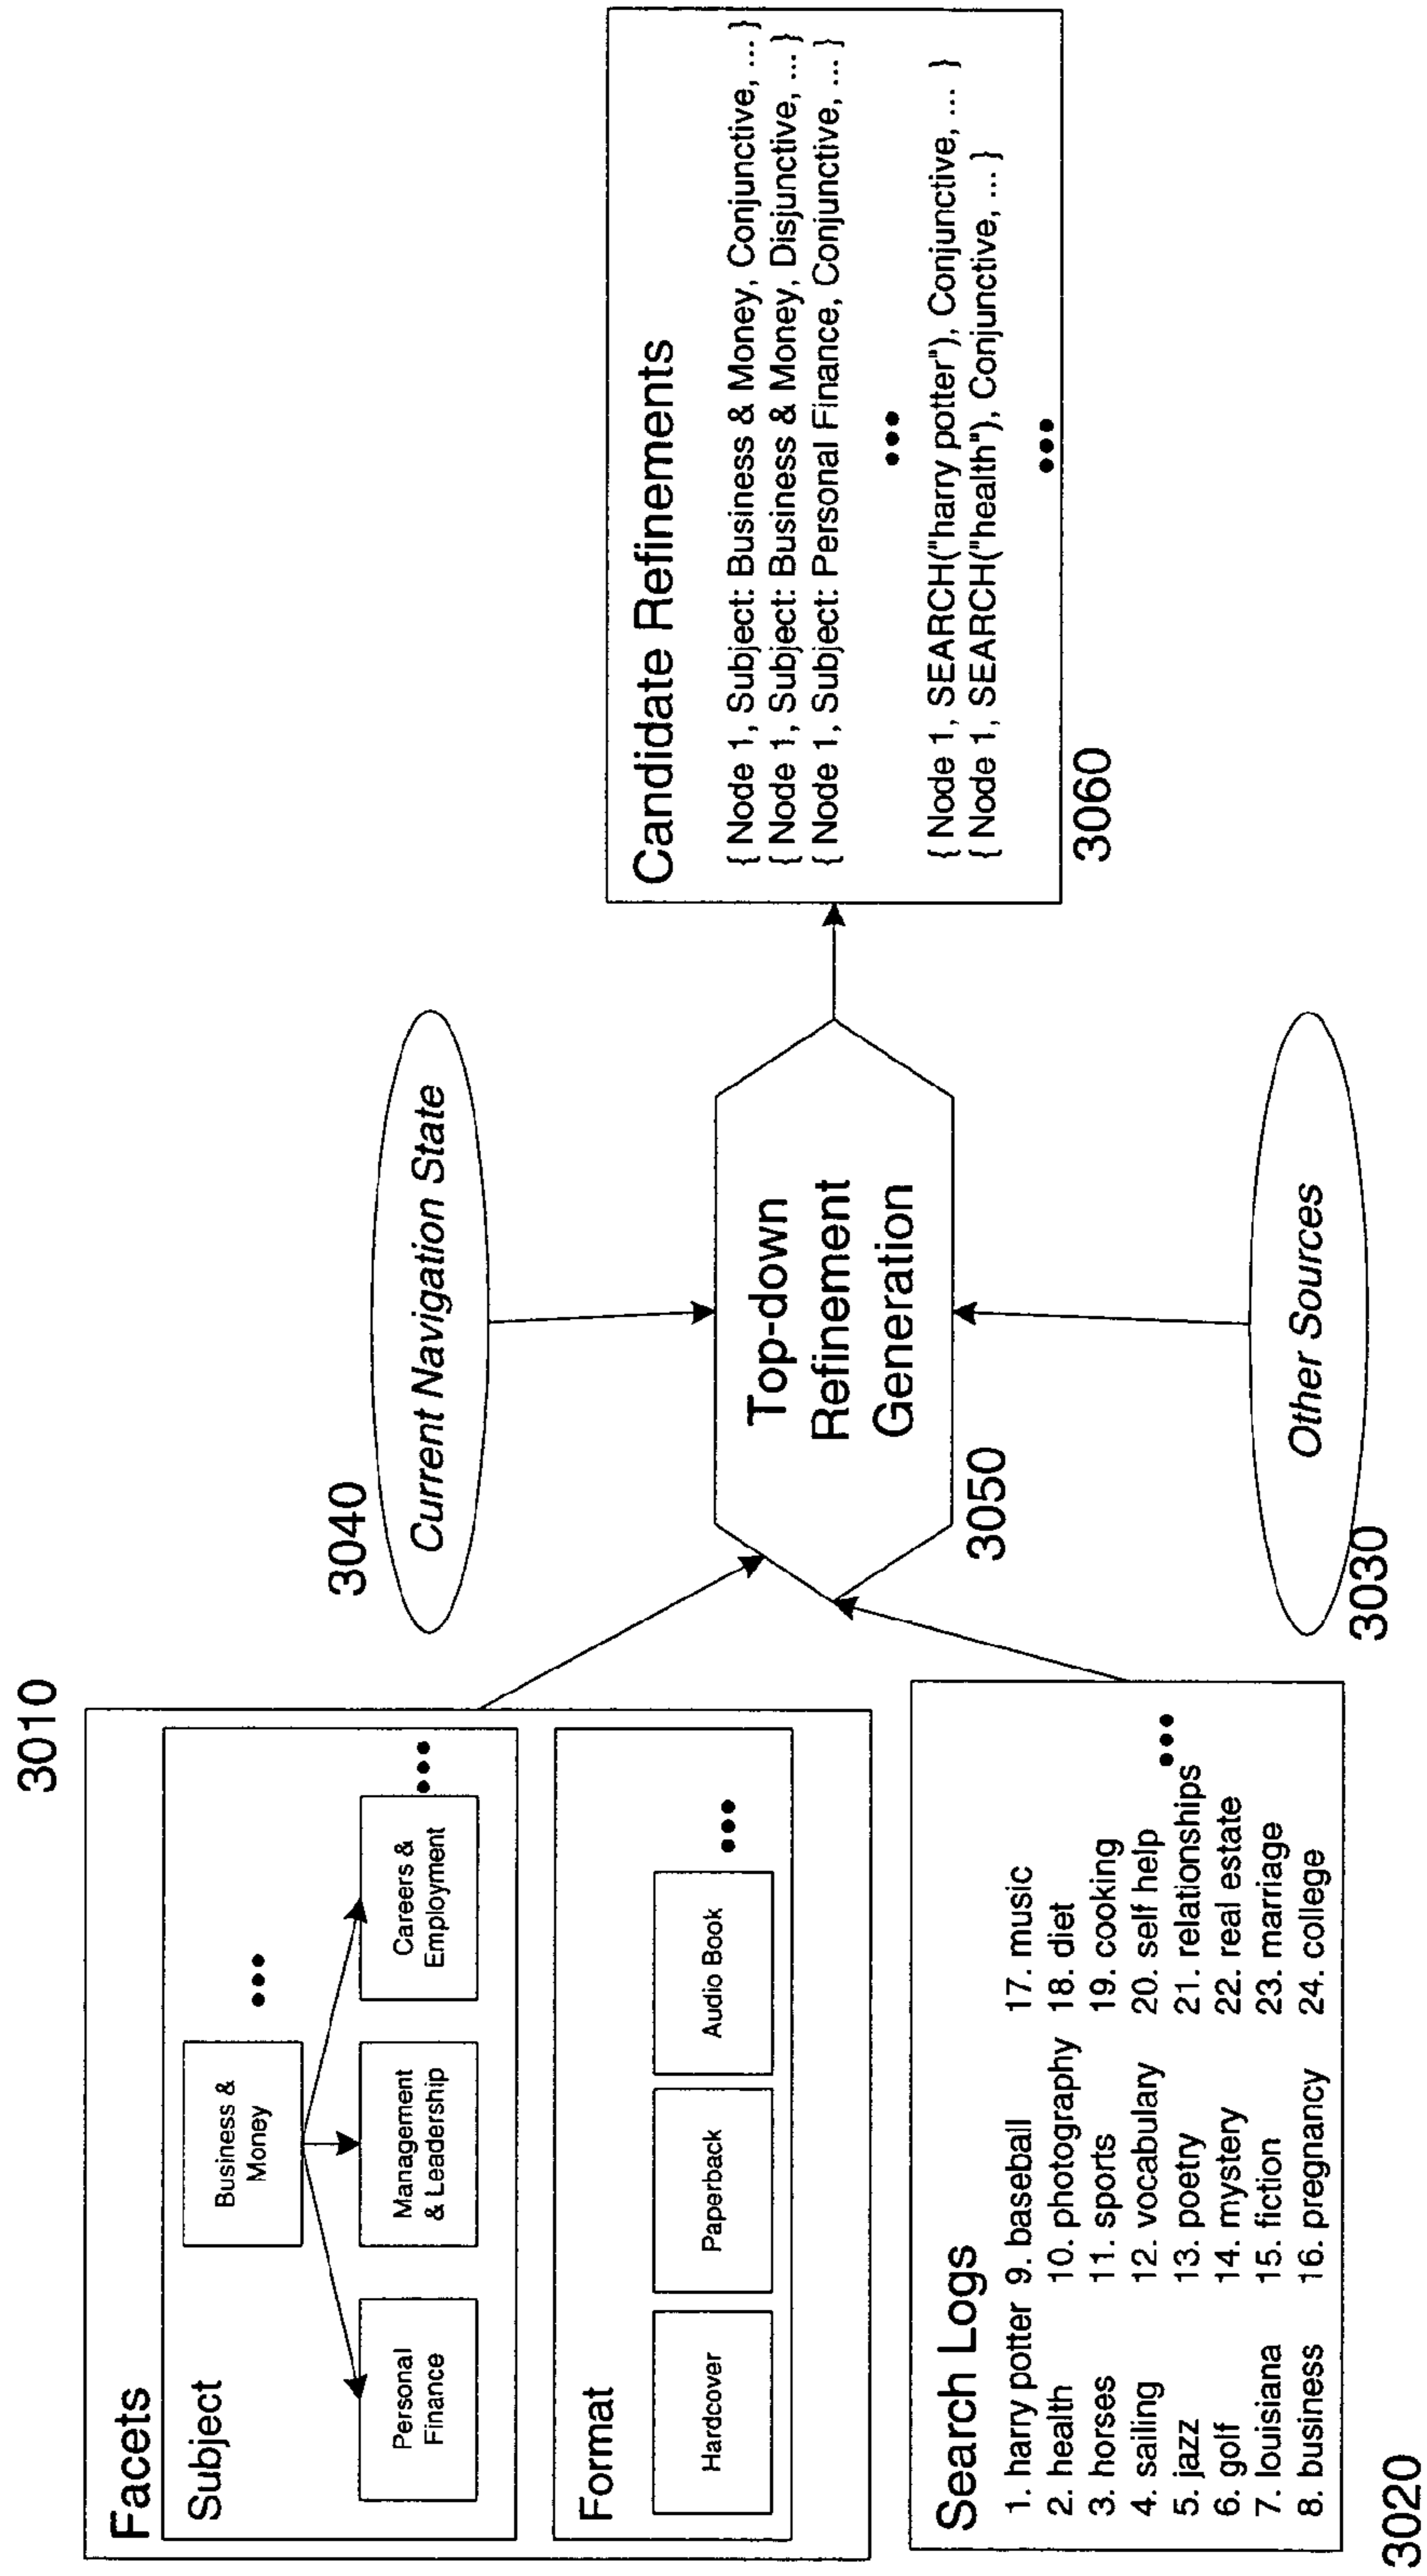 3010
Facets
Subject
Business &
Money
•••
Personal
Finance
Management
& Leadership
Careers &
Employment
•••
Format
Hardcover
Paperback
Audio Book
•••
Search Logs
1. harry potter 9. baseball 17. music
2. health 10. photography 18. diet
3. horses 11. sports 19. cooking
4. sailing 12. vocabulary 20. self help
5. jazz 13. poetry 21. relationships
6. golf 14. mystery 22. real estate
7. louisiana 15. fiction 23. marriage
8. business 16. pregnancy 24. college
•••
3020
3040
Current Navigation State
Top-down
Refinement
Generation
3050
Other Sources
3030
Candidate Refinements
{ Node 1, Subject: Business & Money, Conjunctive, ... }
{ Node 1, Subject: Business & Money, Disjunctive, ... }
{ Node 1, Subject: Personal Finance, Conjunctive, ... }
•••
{ Node 1, SEARCH("harry potter"), Conjunctive, ... }
{ Node 1, SEARCH("health"), Conjunctive, ... }
•••
3060